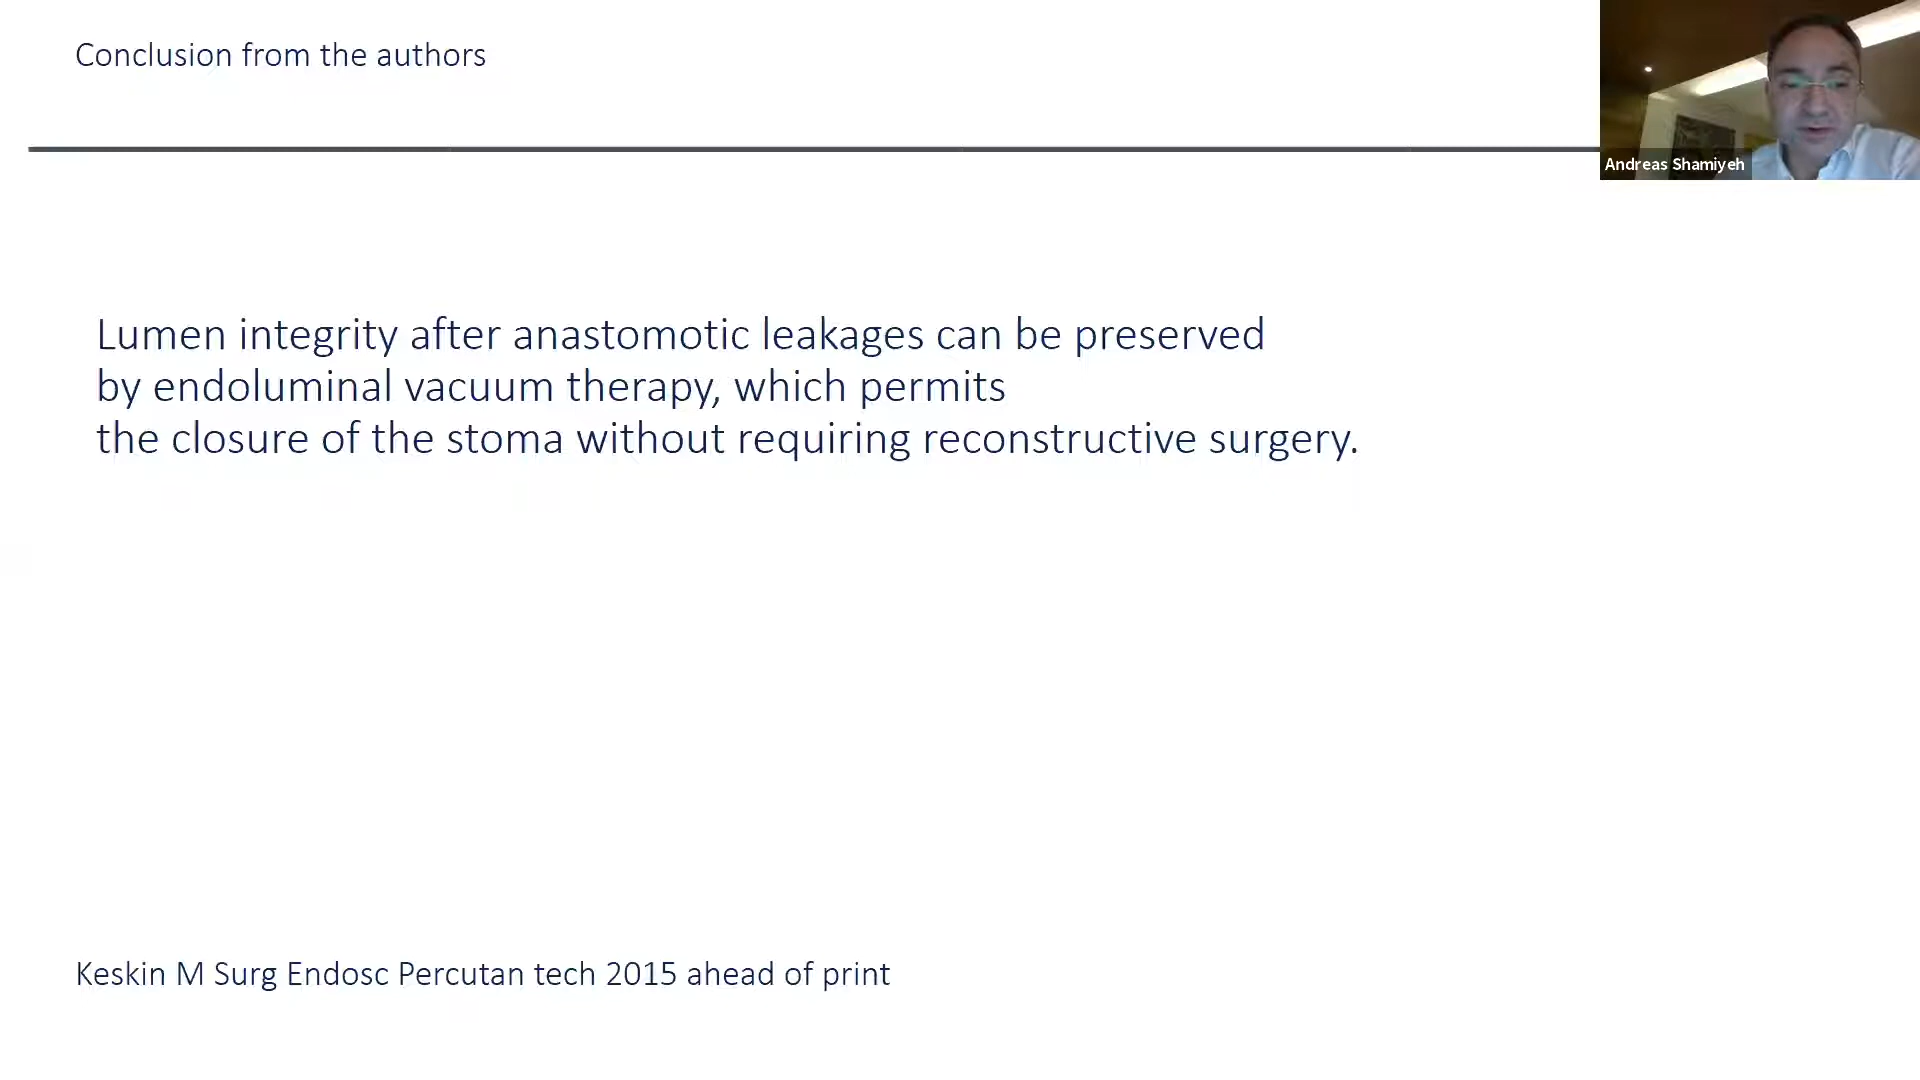 Conclusion from the authors
Andreas Shamiyeh
Lumen integrity after anastomotic leakages can be preserved
by endoluminal vacuum therapy, which permits
the closure of the stoma without requiring reconstructive surgery.
Keskin M Surg Endosc Percutan tech 2015 ahead of print